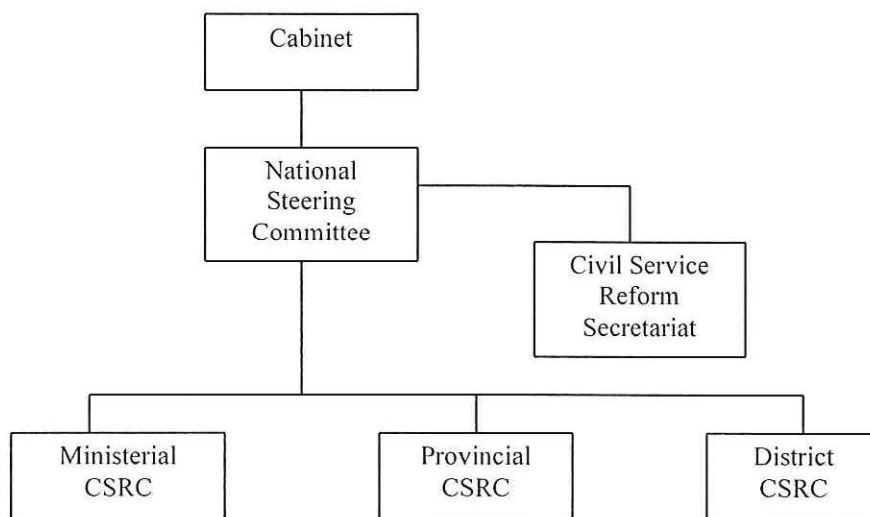 Cabinet
National
Steering
Committee
Civil Service
Reform
Secretariat
Ministerial
CSRC
Provincial
CSRC
District
CSRC